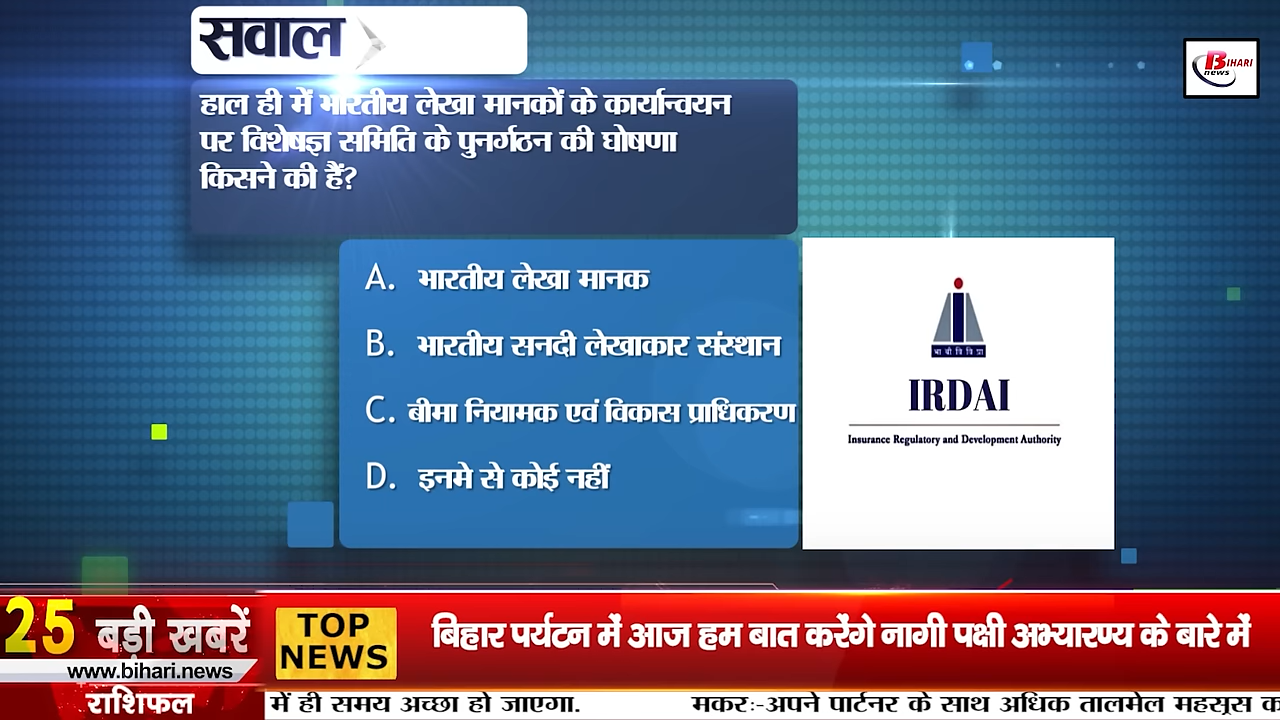 सवाल
BIHARI
news
हाल ही में भारतीय लेखा मानकों के कार्यान्वयन
पर विशेषज्ञ समिति के पुनर्गठन की घोषणा
किसने की हैं?
A. भारतीय लेखा मानक
B. भारतीय सनदी लेखाकार संस्थान
C. बीमा नियामक एवं विकास प्राधिकरण
D. इनमे से कोई नहीं
भा बी वि वि प्रा
IRDAI
Insurance Regulatory and Development Authority
25 बड़ी खबरें
www.bihari.news
TOP
NEWS
बिहार पर्यटन में आज हम बात करेंगे नागी पक्षी अभ्यारण्य के बारे में
राशिफल
में ही समय अच्छा हो जाएगा. मकरः-अपने पार्टनर के साथ अधिक तालमेल महसूस क